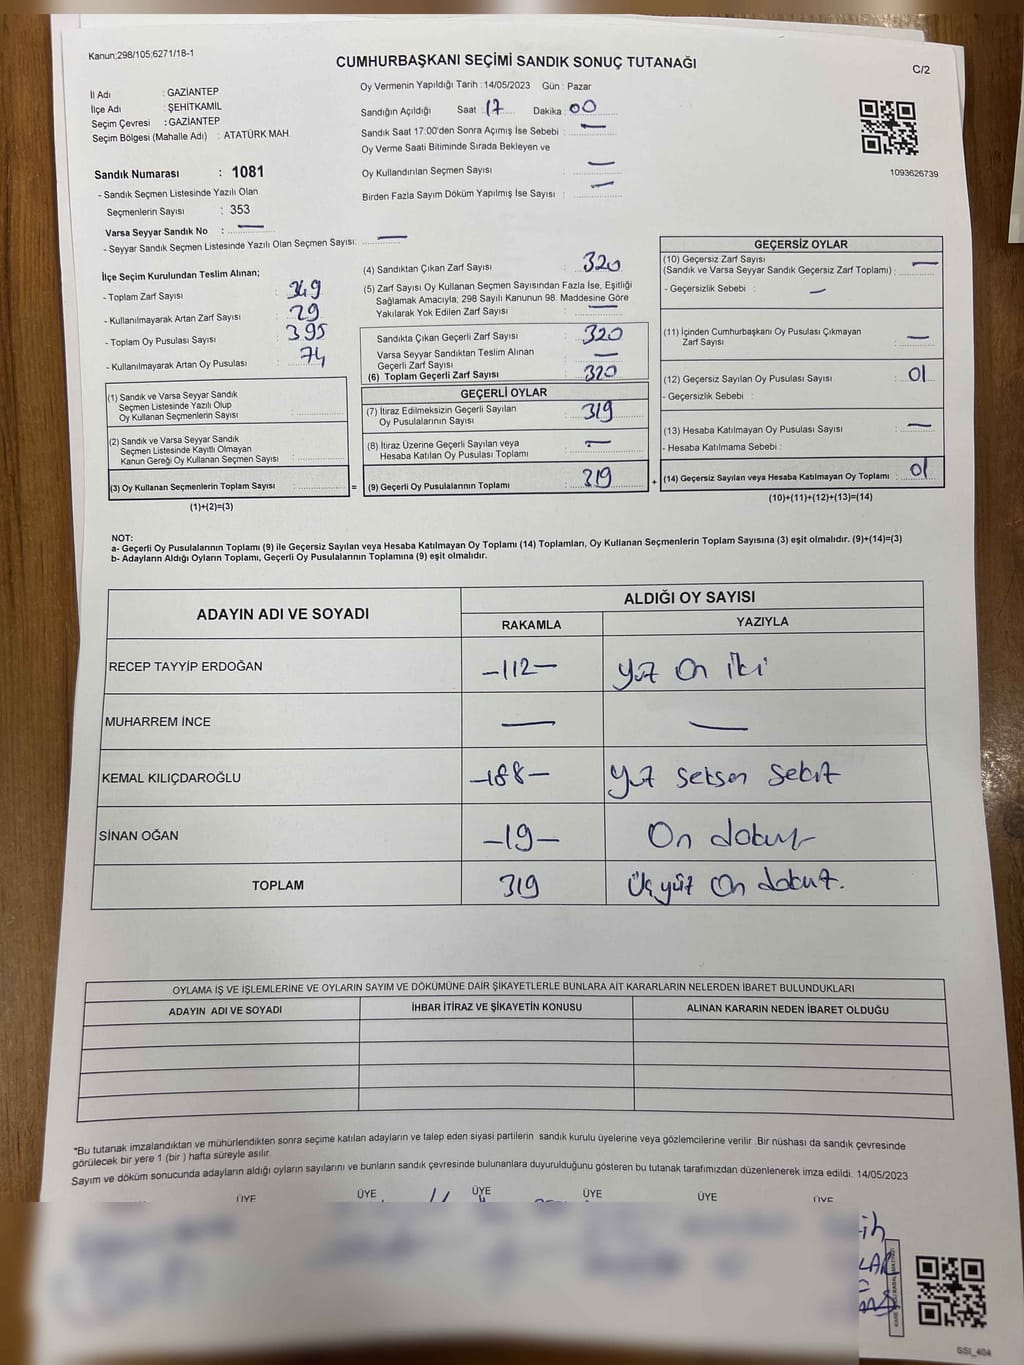 Kanun;298/105;6271/18-1
CUMHURBAŞKANI SEÇİMİ SANDIK SONUÇ TUTANAĞI
C/2
İl Adı : GAZİANTEP
İlçe Adı : ŞEHİTKAMİL
Seçim Çevresi : GAZİANTEP
Seçim Bölgesi (Mahalle Adı) : ATATÜRK MAH.
Sandık Numarası : 1081
- Sandık Seçmen Listesinde Yazılı Olan
Seçmenlerin Sayısı : 353
Varsa Seyyar Sandık No : —
- Seyyar Sandık Seçmen Listesinde Yazılı Olan Seçmen Sayısı: —
Oy Vermenin Yapıldığı Tarih : 14/05/2023 Gün : Pazar
Sandığın Açıldığı Saat : 17 Dakika : 00
Sandık Saat 17:00'den Sonra Açımış İse Sebebi : —
Oy Verme Saati Bitiminde Sırada Bekleyen ve
Oy Kullandırılan Seçmen Sayısı : —
Birden Fazla Sayım Döküm Yapılmış İse Sayısı : —
1093626739
İlçe Seçim Kurulundan Teslim Alınan;
- Toplam Zarf Sayısı : 349
- Kullanılmayarak Artan Zarf Sayısı : 29
- Toplam Oy Pusulası Sayısı : 395
- Kullanılmayarak Artan Oy Pusulası : 74
(1) Sandık ve Varsa Seyyar Sandık
Seçmen Listesinde Yazılı Olup
Oy Kullanan Seçmenlerin Sayısı :
(2) Sandık ve Varsa Seyyar Sandık
Seçmen Listesinde Kayıtlı Olmayan
Kanun Gereği Oy Kullanan Seçmen Sayısı :
(3) Oy Kullanan Seçmenlerin Toplam Sayısı :
(1)+(2)=(3)
=
(4) Sandıktan Çıkan Zarf Sayısı : 320
(5) Zarf Sayısı Oy Kullanan Seçmen Sayısından Fazla İse, Eşitliği
Sağlamak Amacıyla; 298 Sayılı Kanunun 98. Maddesine Göre
Yakılarak Yok Edilen Zarf Sayısı : —
Sandıkta Çıkan Geçerli Zarf Sayısı : 320
Varsa Seyyar Sandıktan Teslim Alınan
Geçerli Zarf Sayısı : —
(6) Toplam Geçerli Zarf Sayısı : 320
GEÇERLİ OYLAR
(7) İtiraz Edilmeksizin Geçerli Sayılan
Oy Pusulalarının Sayısı : 319
(8) İtiraz Üzerine Geçerli Sayılan veya
Hesaba Katılan Oy Pusulası Toplamı : —
(9) Geçerli Oy Pusulalarının Toplamı : 319
+
GEÇERSİZ OYLAR
(10) Geçersiz Zarf Sayısı
(Sandık ve Varsa Seyyar Sandık Geçersiz Zarf Toplamı) : —
- Geçersizlik Sebebi : —
(11) İçinden Cumhurbaşkanı Oy Pusulası Çıkmayan
Zarf Sayısı : —
(12) Geçersiz Sayılan Oy Pusulası Sayısı : 01
- Geçersizlik Sebebi :
(13) Hesaba Katılmayan Oy Pusulası Sayısı : —
- Hesaba Katılmama Sebebi :
(14) Geçersiz Sayılan veya Hesaba Katılmayan Oy Toplamı : 01
(10)+(11)+(12)+(13)=(14)
NOT:
a- Geçerli Oy Pusulalarının Toplamı (9) ile Geçersiz Sayılan veya Hesaba Katılmayan Oy Toplamı (14) Toplamları, Oy Kullanan Seçmenlerin Toplam Sayısına (3) eşit olmalıdır. (9)+(14)=(3)
b- Adayların Aldığı Oyların Toplamı, Geçerli Oy Pusulalarının Toplamına (9) eşit olmalıdır.
ADAYIN ADI VE SOYADI
ALDIĞI OY SAYISI
RAKAMLA YAZIYLA
RECEP TAYYİP ERDOĞAN —112— Yüz On İki
MUHARREM İNCE — —
KEMAL KILIÇDAROĞLU —188— Yüz Seksen Sekiz
SİNAN OĞAN —19— On dokuz
TOPLAM 319 Üç yüz On dokuz.
OYLAMA İŞ VE İŞLEMLERİNE VE OYLARIN SAYIM VE DÖKÜMÜNE DAİR ŞİKAYETLERLE BUNLARA AİT KARARLARIN NELERDEN İBARET BULUNDUKLARI
ADAYIN ADI VE SOYADI İHBAR İTİRAZ VE ŞİKAYETİN KONUSU ALINAN KARARIN NEDEN İBARET OLDUĞU
*Bu tutanak imzalandıktan ve mühürlendikten sonra seçime katılan adayların ve talep eden siyasi partilerin sandık kurulu üyelerine veya gözlemcilerine verilir .Bir nüshası da sandık çevresinde
görülecek bir yere 1 (bir ) hafta süreyle asılır.
Sayım ve döküm sonucunda adayların aldığı oyların sayılarını ve bunların sandık çevresinde bulunanlara duyurulduğunu gösteren bu tutanak tarafımızdan düzenlenerek imza edildi. 14/05/2023
ÜYE ÜYE ÜYE ÜYE ÜYE ÜYE
SSI_404